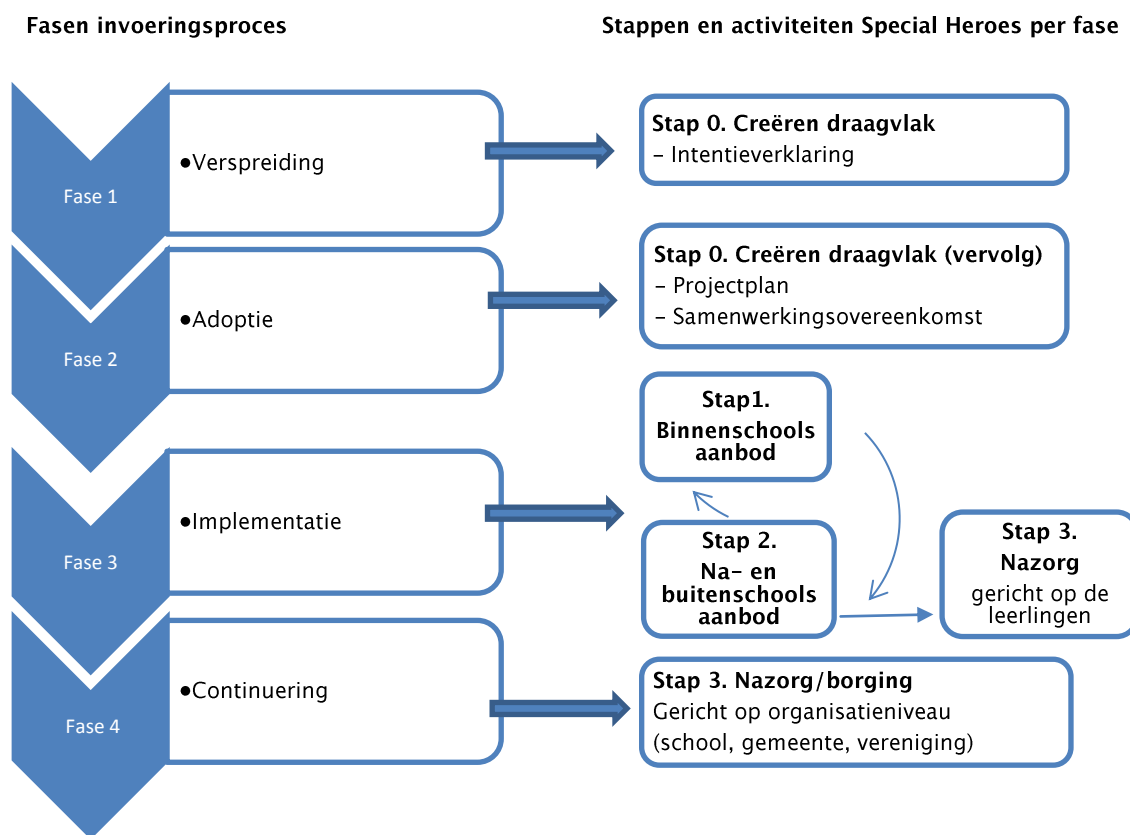 Fasen invoeringsproces
Stappen en activiteiten Special Heroes per fase
Fase 1
•Verspreiding
Stap 0. Creëren draagvlak
– Intentieverklaring
Fase 2
•Adoptie
Stap 0. Creëren draagvlak (vervolg)
– Projectplan
– Samenwerkingsovereenkomst
Fase 3
•Implementatie
Stap1.
Binnenschools
aanbod
Stap 2.
Na– en
buitenschools
aanbod
Stap 3.
Nazorg
gericht op de
leerlingen
Fase 4
•Continuering
Stap 3. Nazorg/borging
Gericht op organisatieniveau
(school, gemeente, vereniging)